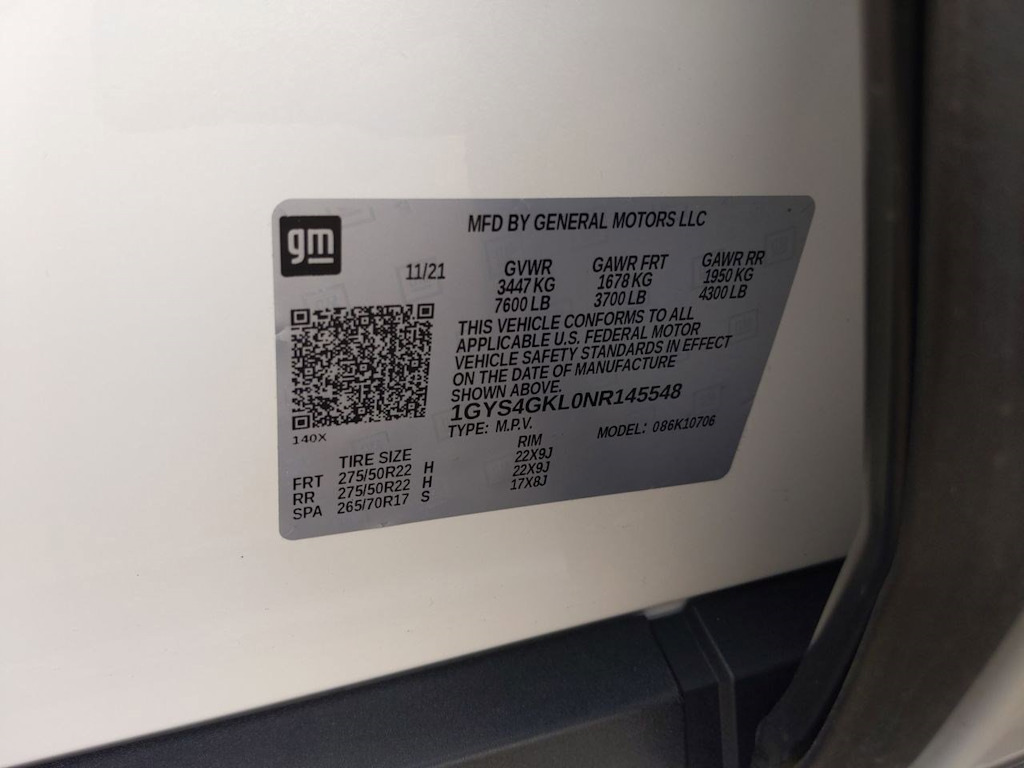 gm
MFD BY GENERAL MOTORS LLC
11/21 GVWR GAWR FRT GAWR RR
3447 KG 1678 KG 1950 KG
7600 LB 3700 LB 4300 LB
THIS VEHICLE CONFORMS TO ALL
APPLICABLE U.S. FEDERAL MOTOR
VEHICLE SAFETY STANDARDS IN EFFECT
ON THE DATE OF MANUFACTURE
SHOWN ABOVE.
1GYS4GKL0NR145548
TYPE: M.P.V. MODEL: 086K10706
140X
TIRE SIZE RIM
FRT 275/50R22 H 22X9J
RR 275/50R22 H 22X9J
SPA 265/70R17 S 17X8J